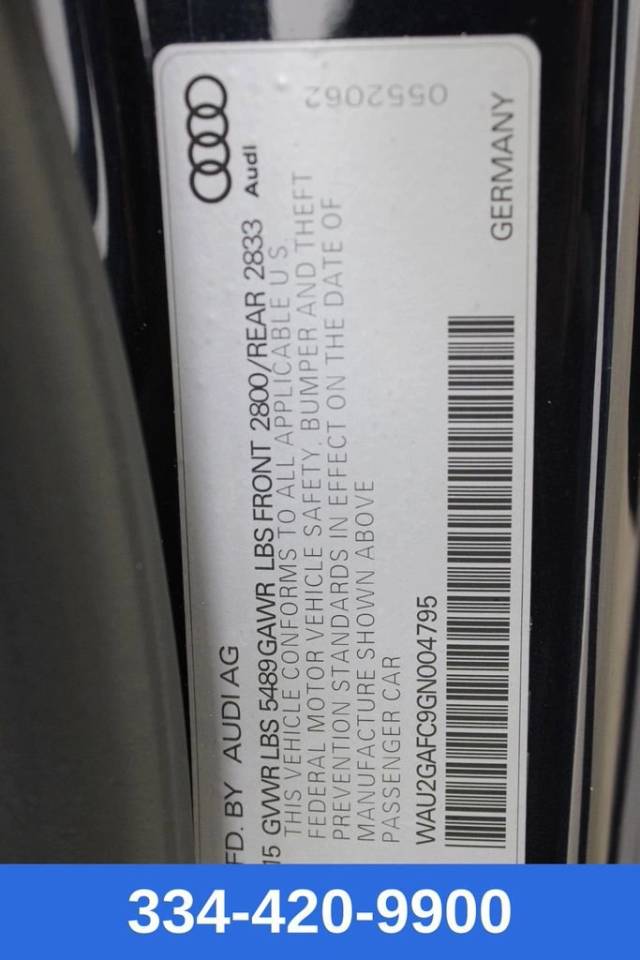 FD. BY AUDI AG
15 GVWR LBS 5489 GAWR LBS FRONT 2800/REAR 2833 Audi
THIS VEHICLE CONFORMS TO ALL APPLICABLE U S.
FEDERAL MOTOR VEHICLE SAFETY, BUMPER AND THEFT
PREVENTION STANDARDS IN EFFECT ON THE DATE OF
MANUFACTURE SHOWN ABOVE
PASSENGER CAR
WAU2GAFC9GN004795
GERMANY
0552062
334-420-9900